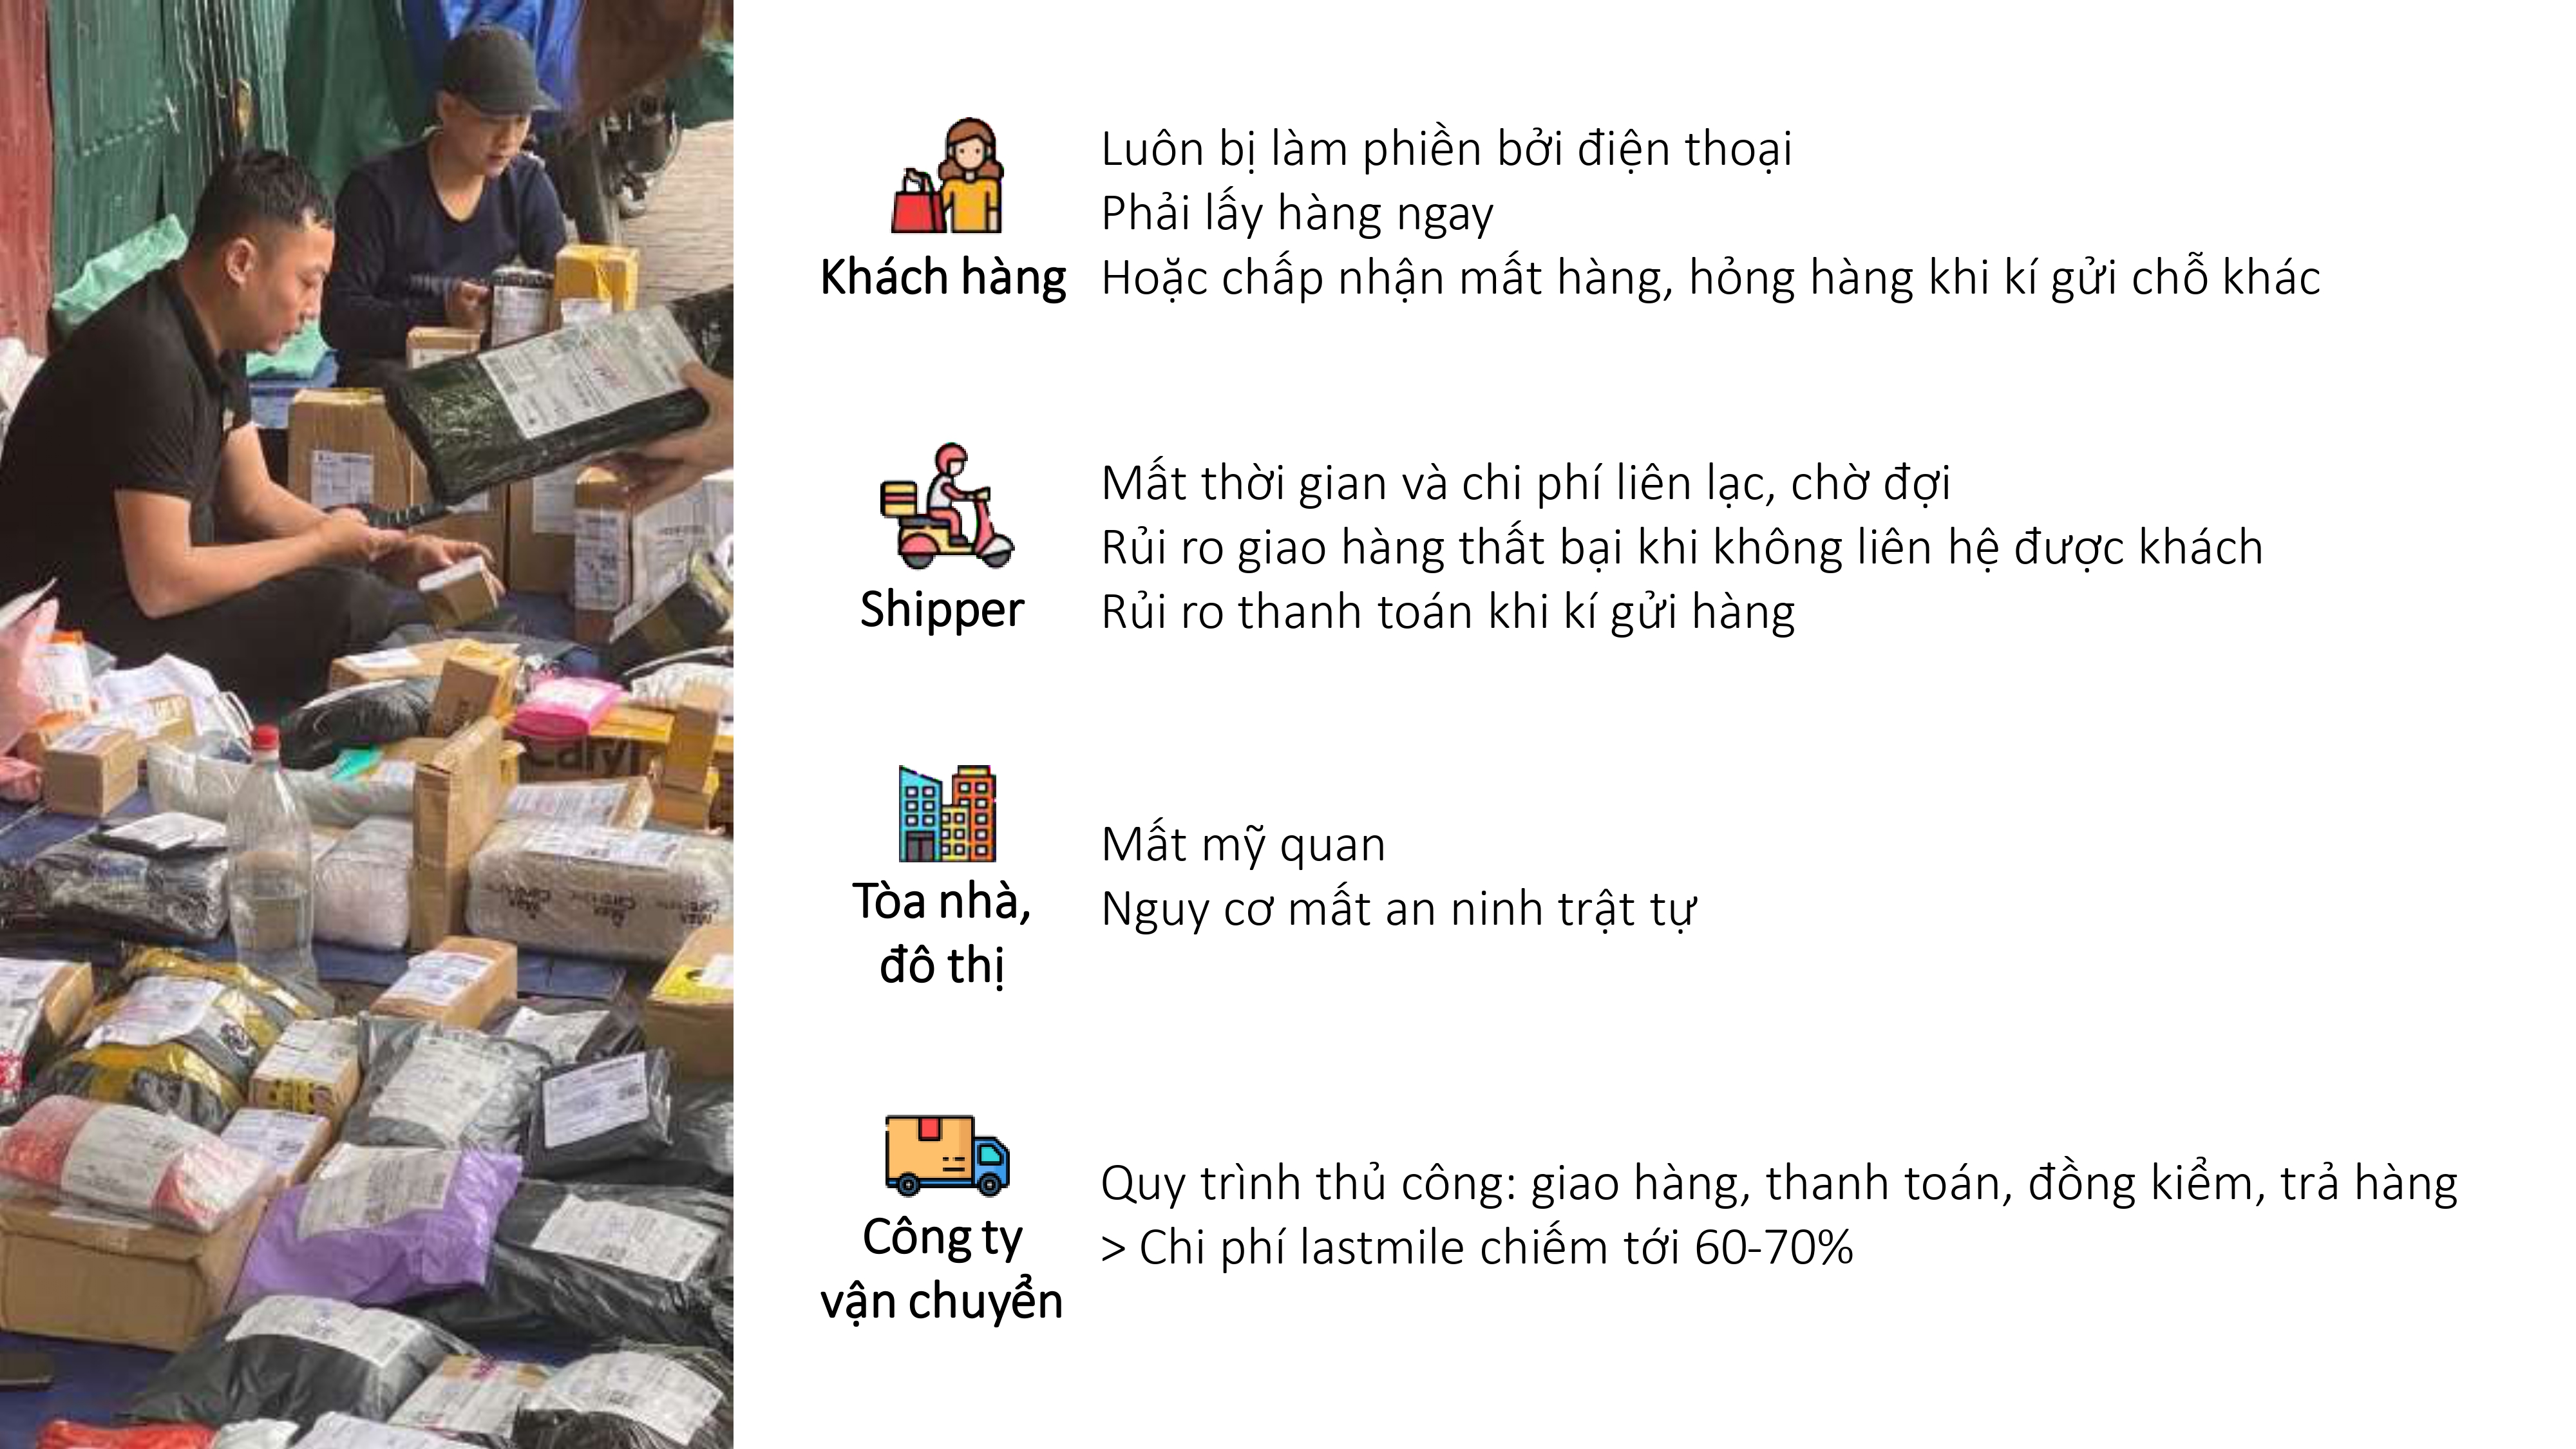 Luôn bị làm phiền bởi điện thoại
Phải lấy hàng ngay
Khách hàng
Hoặc chấp nhận mất hàng, hỏng hàng khi kí gửi chỗ khác
Mất thời gian và chi phí liên lạc, chờ đợi
Rủi ro giao hàng thất bại khi không liên hệ được khách
Shipper
Rủi ro thanh toán khi kí gửi hàng
Mất mỹ quan
Nguy cơ mất an ninh trật tự
Tòa nhà,
đô thị
Quy trình thủ công: giao hàng, thanh toán, đồng kiểm, trả hàng
> Chi phí lastmile chiếm tới 60-70%
Công ty
vận chuyển